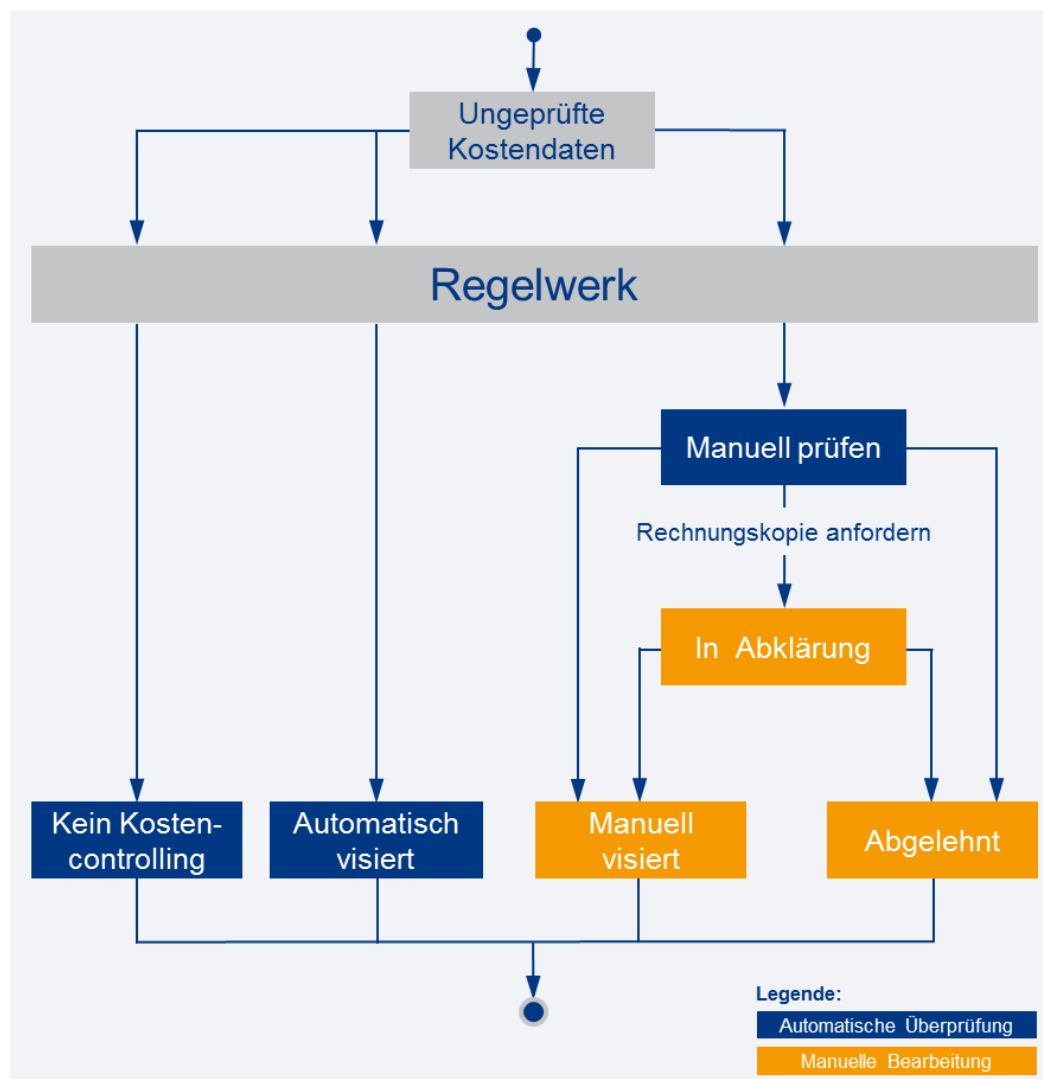 Ungeprüfte
Kostendaten
Regelwerk
Manuell prüfen
Rechnungskopie anfordern
In Abklärung
Kein Kosten-
controlling
Automatisch
visiert
Manuell
visiert
Abgelehnt
Legende:
Automatische Überprüfung
Manuelle Bearbeitung